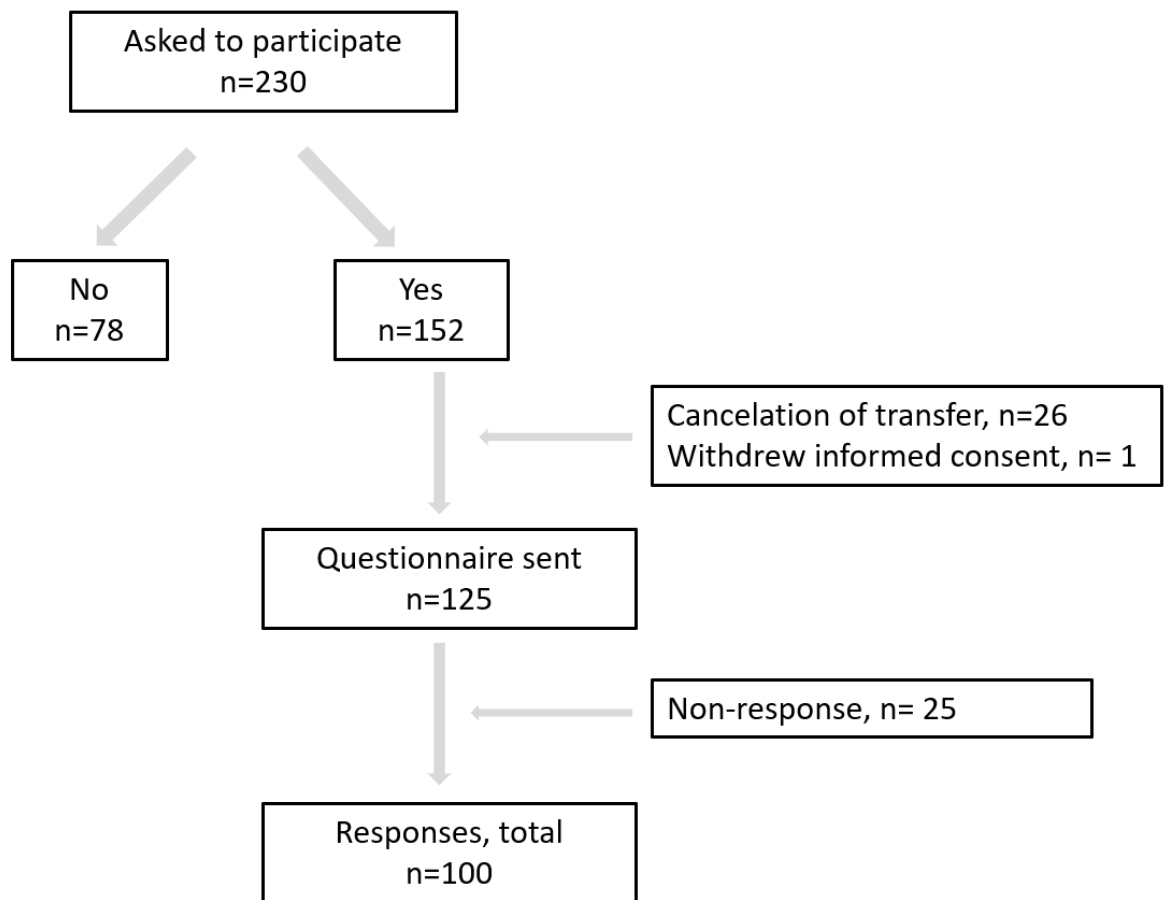 Asked to participate
n=230
No
n=78
Yes
n=152
Cancelation of transfer, n=26
Withdrew informed consent, n= 1
Questionnaire sent
n=125
Non-response, n= 25
Responses, total
n=100